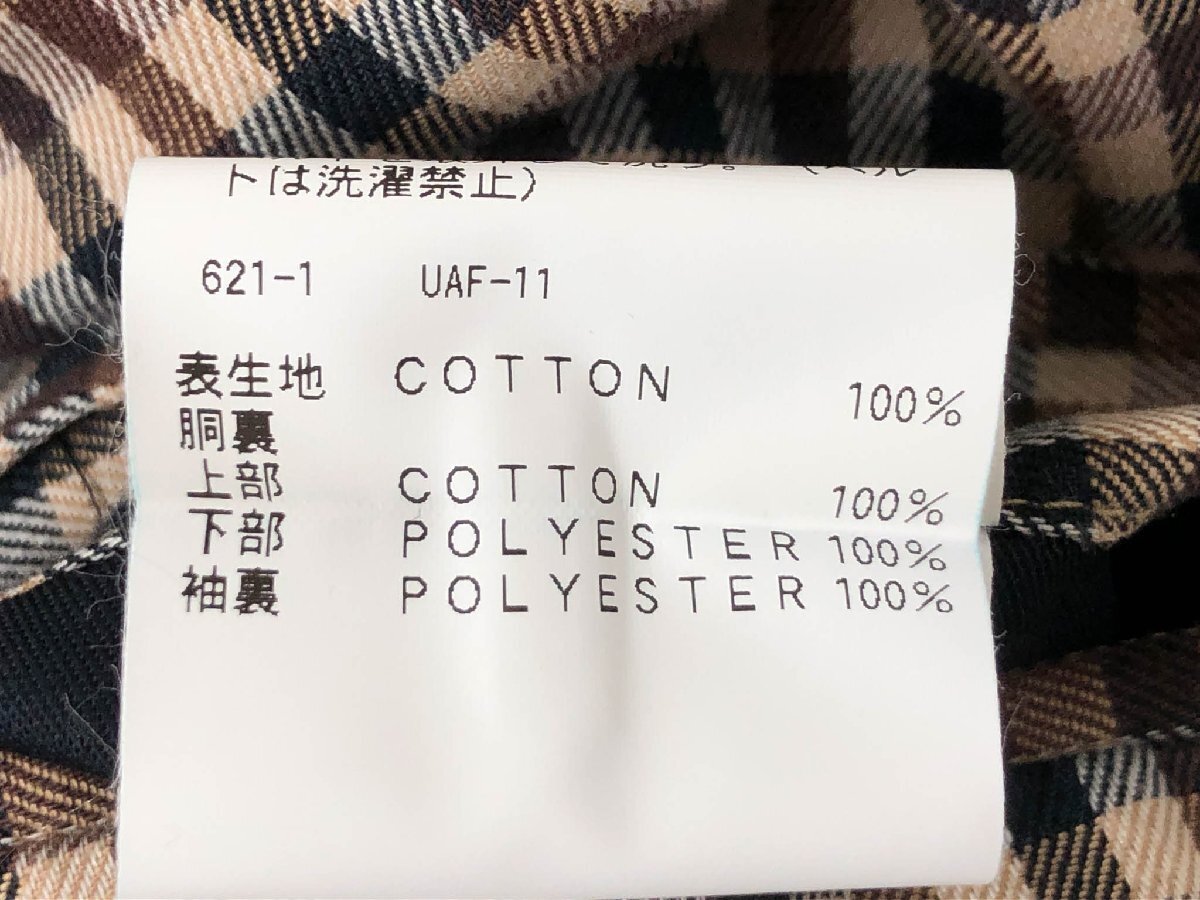 トは洗濯禁止)
621-1 UAF-11
表生地 COTTON 100%
胴裏
上部 COTTON 100%
下部 POLYESTER 100%
袖裏 POLYESTER 100%